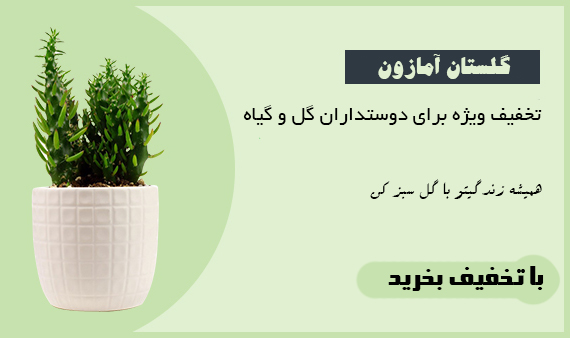 گلستان آمازون
تخفیف ویژه برای دوستداران گل و گیاه
همیشه زندگیتو با گل سبز کن
با تخفیف بخرید